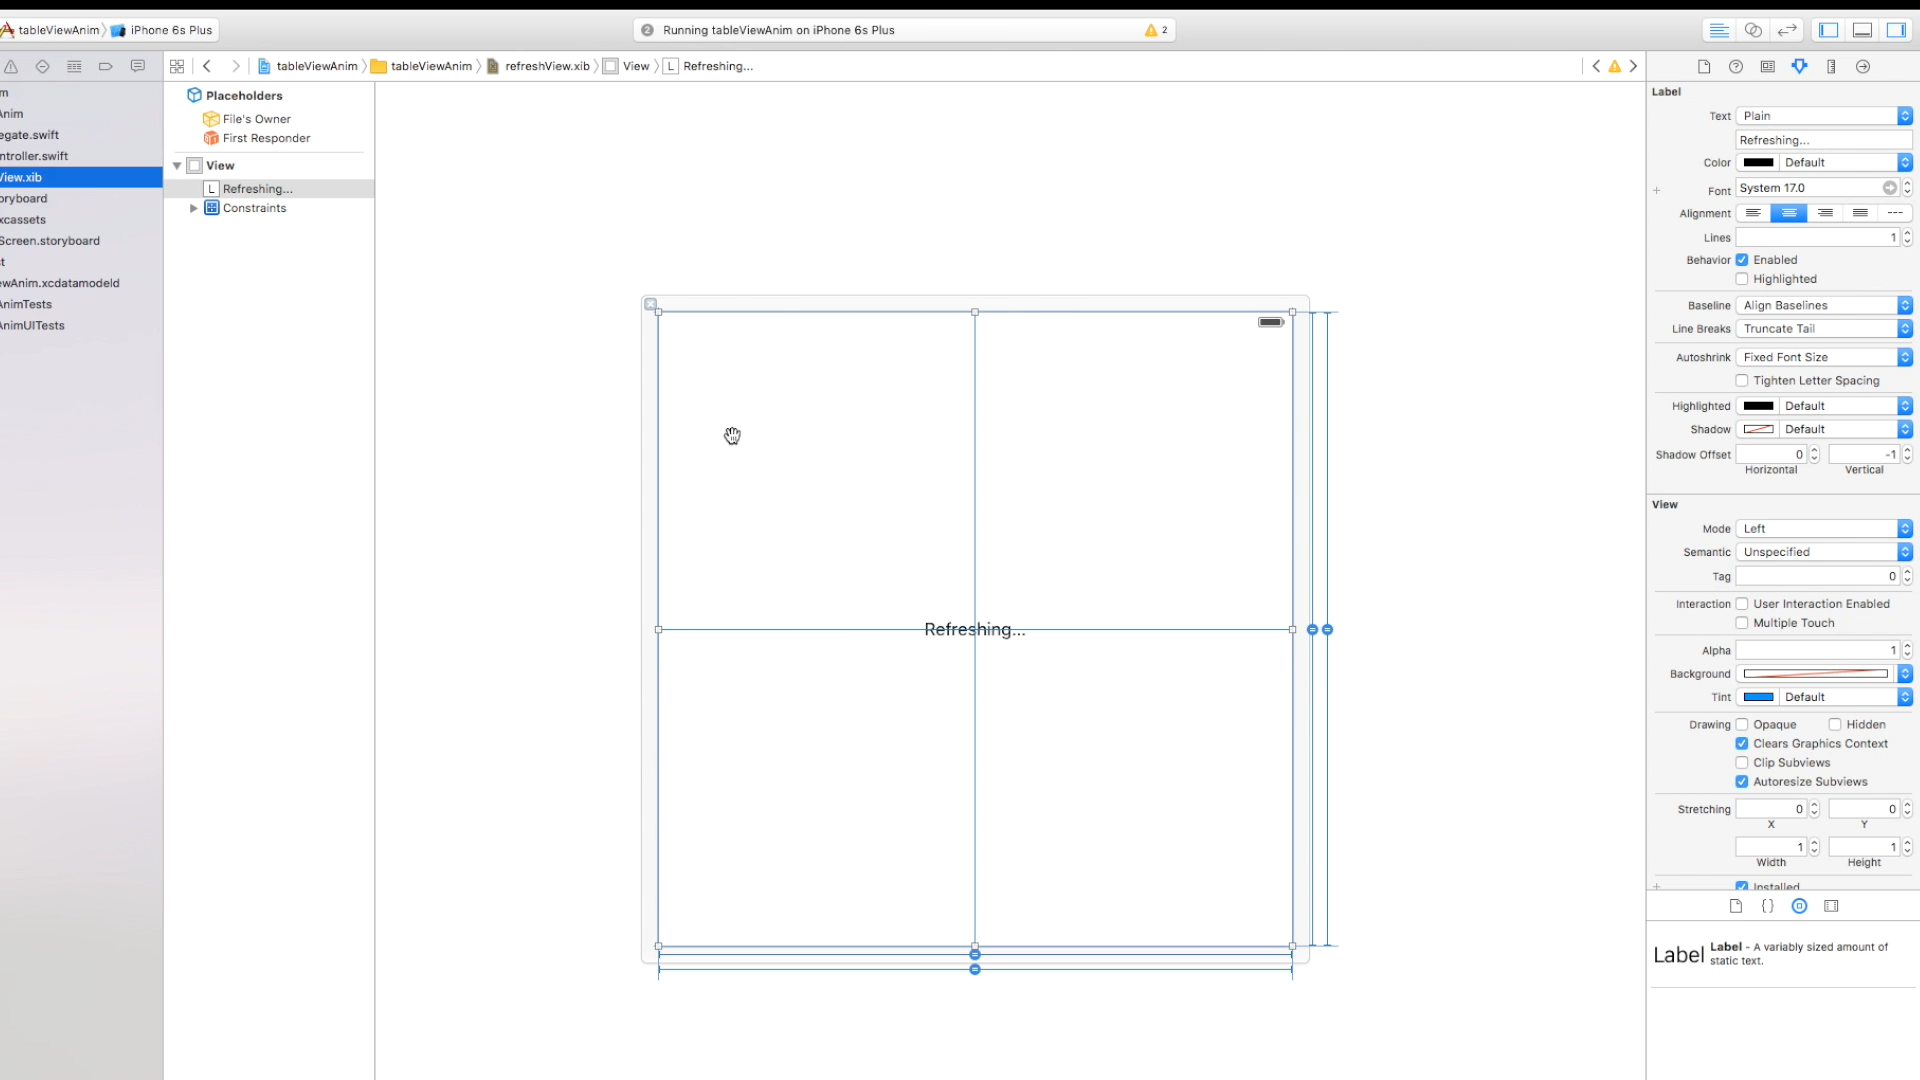 tableViewAnim iPhone 6s Plus
2 Running tableViewAnim on iPhone 6s Plus 2
tableViewAnim tableViewAnim refreshView.xib View L Refreshing...
m
Anim
egate.swift
ntroller.swift
View.xib
oryboard
xcassets
Screen.storyboard
st
ewAnim.xcdatamodeld
AnimTests
AnimUITests
Placeholders
File's Owner
First Responder
View
L Refreshing...
Constraints
Refreshing...
Label
Text Plain
Refreshing...
Color Default
Font System 17.0
Alignment
Lines 1
Behavior Enabled
Highlighted
Baseline Align Baselines
Line Breaks Truncate Tail
Autoshrink Fixed Font Size
Tighten Letter Spacing
Highlighted Default
Shadow Default
Shadow Offset 0 -1
Horizontal Vertical
View
Mode Left
Semantic Unspecified
Tag 0
Interaction User Interaction Enabled
Multiple Touch
Alpha 1
Background
Tint Default
Drawing Opaque Hidden
Clears Graphics Context
Clip Subviews
Autoresize Subviews
Stretching 0 0
X Y
1 1
Width Height
Installed
Label Label - A variably sized amount of
static text.